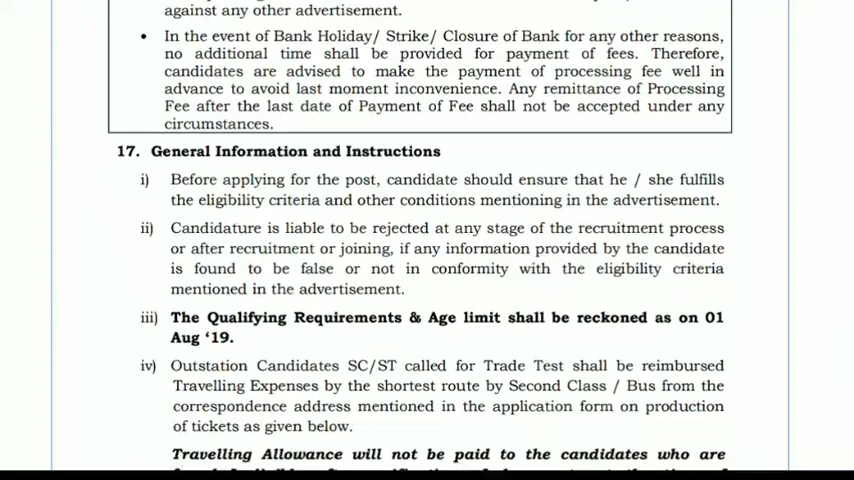 against any other advertisement.
• In the event of Bank Holiday/ Strike/ Closure of Bank for any other reasons,
no additional time shall be provided for payment of fees. Therefore,
candidates are advised to make the payment of processing fee well in
advance to avoid last moment inconvenience. Any remittance of Processing
Fee after the last date of Payment of Fee shall not be accepted under any
circumstances.
17. General Information and Instructions
i) Before applying for the post, candidate should ensure that he / she fulfills
the eligibility criteria and other conditions mentioning in the advertisement.
ii) Candidature is liable to be rejected at any stage of the recruitment process
or after recruitment or joining, if any information provided by the candidate
is found to be false or not in conformity with the eligibility criteria
mentioned in the advertisement.
iii) The Qualifying Requirements & Age limit shall be reckoned as on 01
Aug ‘19.
iv) Outstation Candidates SC/ST called for Trade Test shall be reimbursed
Travelling Expenses by the shortest route by Second Class / Bus from the
correspondence address mentioned in the application form on production
of tickets as given below.
Travelling Allowance will not be paid to the candidates who are